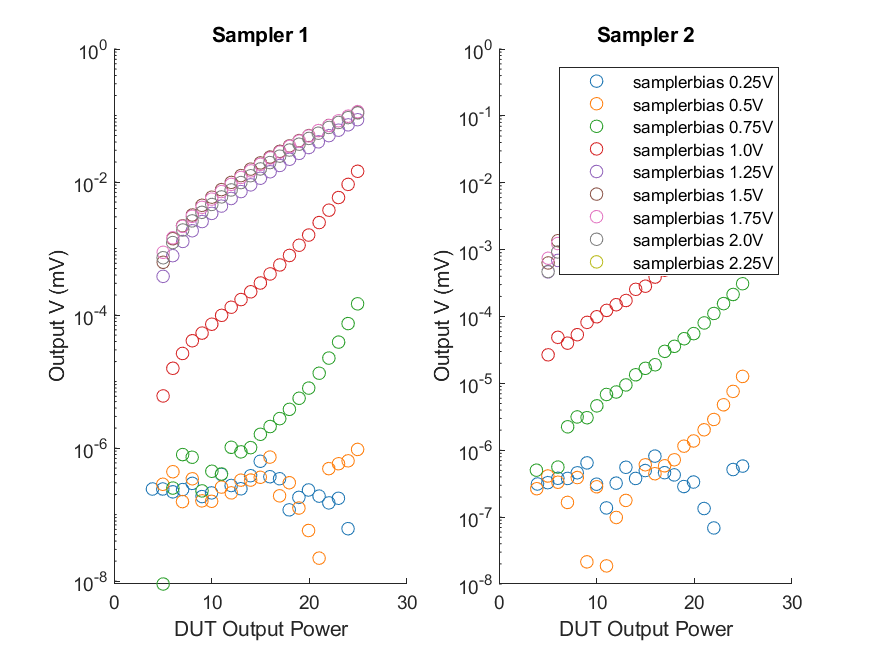 Sampler 1
10^0
10^-2
10^-4
10^-6
10^-8
Output V (mV)
0
10
20
30
DUT Output Power
Sampler 2
10^0
10^-1
10^-2
10^-3
10^-4
10^-5
10^-6
10^-7
10^-8
Output V (mV)
samplerbias 0.25V
samplerbias 0.5V
samplerbias 0.75V
samplerbias 1.0V
samplerbias 1.25V
samplerbias 1.5V
samplerbias 1.75V
samplerbias 2.0V
samplerbias 2.25V
0
10
20
30
DUT Output Power